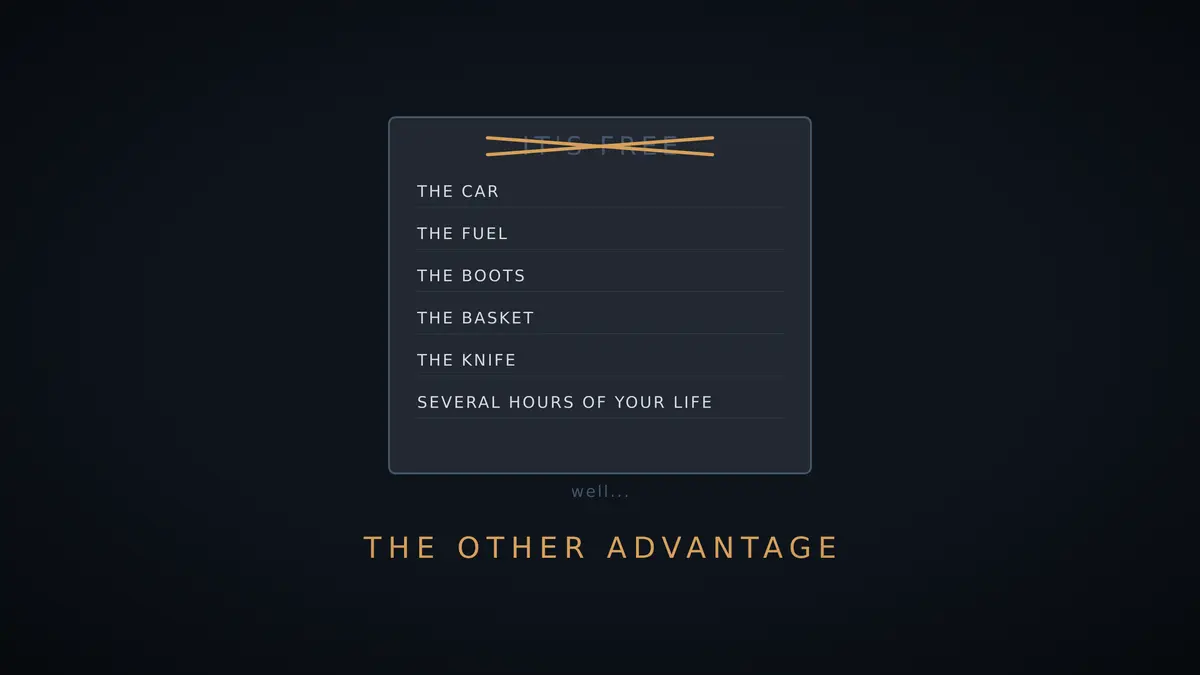 IT'S FREE
THE CAR
THE FUEL
THE BOOTS
THE BASKET
THE KNIFE
SEVERAL HOURS OF YOUR LIFE
well...
THE OTHER ADVANTAGE